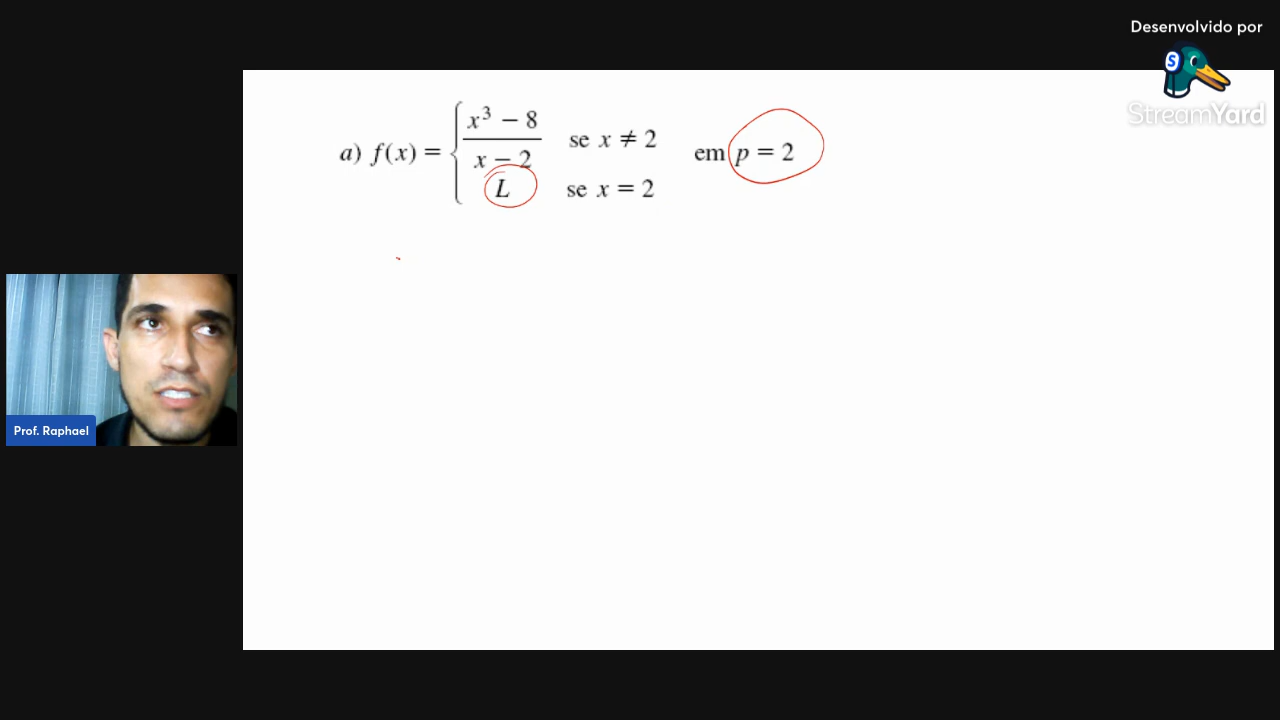 Desenvolvido por
S
StreamYard
a) f(x) = { x³ − 8 / x − 2 se x ≠ 2 em p = 2
L se x = 2
Prof. Raphael